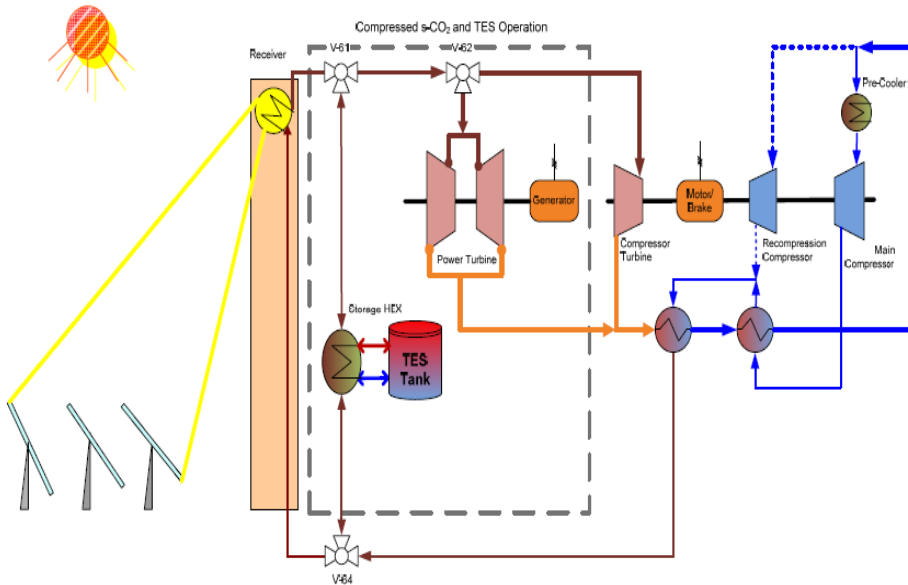 Compressed s-CO₂ and TES Operation
V-61
V-62
Receiver
Pre-Cooler
Generator
Motor/
Brake
Power Turbine
Compressor
Turbine
Recompression
Compressor
Main
Compressor
Storage HEX
TES
Tank
V-64